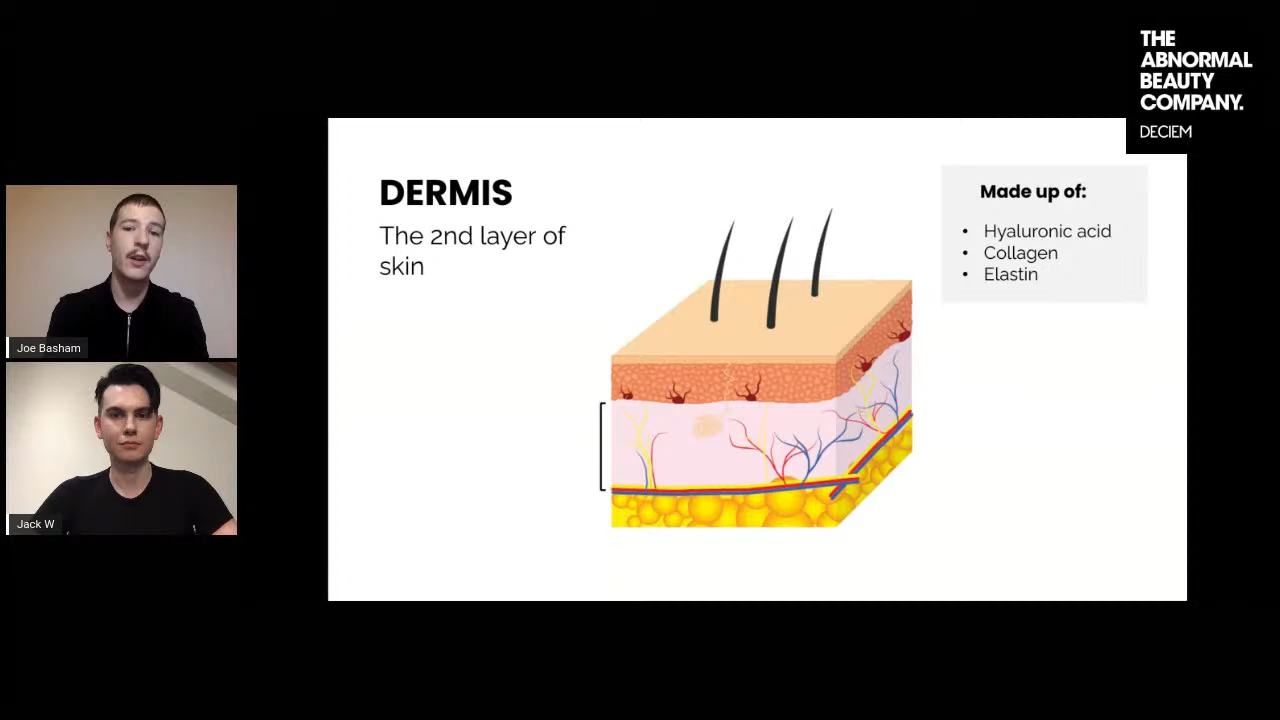 THE
ABNORMAL
BEAUTY
COMPANY.
DECIEM
DERMIS
The 2nd layer of
skin
Made up of:
• Hyaluronic acid
• Collagen
• Elastin
Joe Basham
Jack W